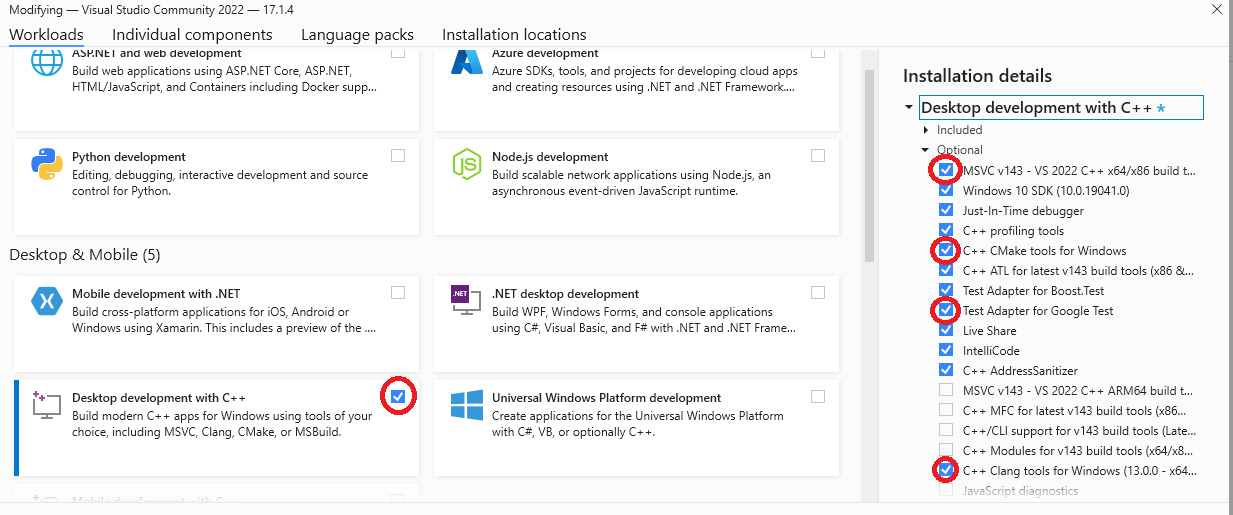 Modifying — Visual Studio Community 2022 — 17.1.4
Workloads
Individual components
Language packs
Installation locations
ASP.NET and web development
Build web applications using ASP.NET Core, ASP.NET,
HTML/JavaScript, and Containers including Docker supp...
Azure development
Azure SDKs, tools, and projects for developing cloud apps
and creating resources using .NET and .NET Framework....
Python development
Editing, debugging, interactive development and source
control for Python.
Node.js development
Build scalable network applications using Node.js, an
asynchronous event-driven JavaScript runtime.
Desktop & Mobile (5)
Mobile development with .NET
Build cross-platform applications for iOS, Android or
Windows using Xamarin. This includes a preview of the ....
.NET
.NET desktop development
Build WPF, Windows Forms, and console applications
using C#, Visual Basic, and F# with .NET and .NET Frame...
Desktop development with C++
Build modern C++ apps for Windows using tools of your
choice, including MSVC, Clang, CMake, or MSBuild.
Universal Windows Platform development
Create applications for the Universal Windows Platform
with C#, VB, or optionally C++.
Mobile development with C++
Installation details
Desktop development with C++ *
Included
Optional
MSVC v143 - VS 2022 C++ x64/x86 build t...
Windows 10 SDK (10.0.19041.0)
Just-In-Time debugger
C++ profiling tools
C++ CMake tools for Windows
C++ ATL for latest v143 build tools (x86 &...
Test Adapter for Boost.Test
Test Adapter for Google Test
Live Share
IntelliCode
C++ AddressSanitizer
MSVC v143 - VS 2022 C++ ARM64 build t...
C++ MFC for latest v143 build tools (x86...
C++/CLI support for v143 build tools (Late...
C++ Modules for v143 build tools (x64/x8...
C++ Clang tools for Windows (13.0.0 - x64...
JavaScript diagnostics